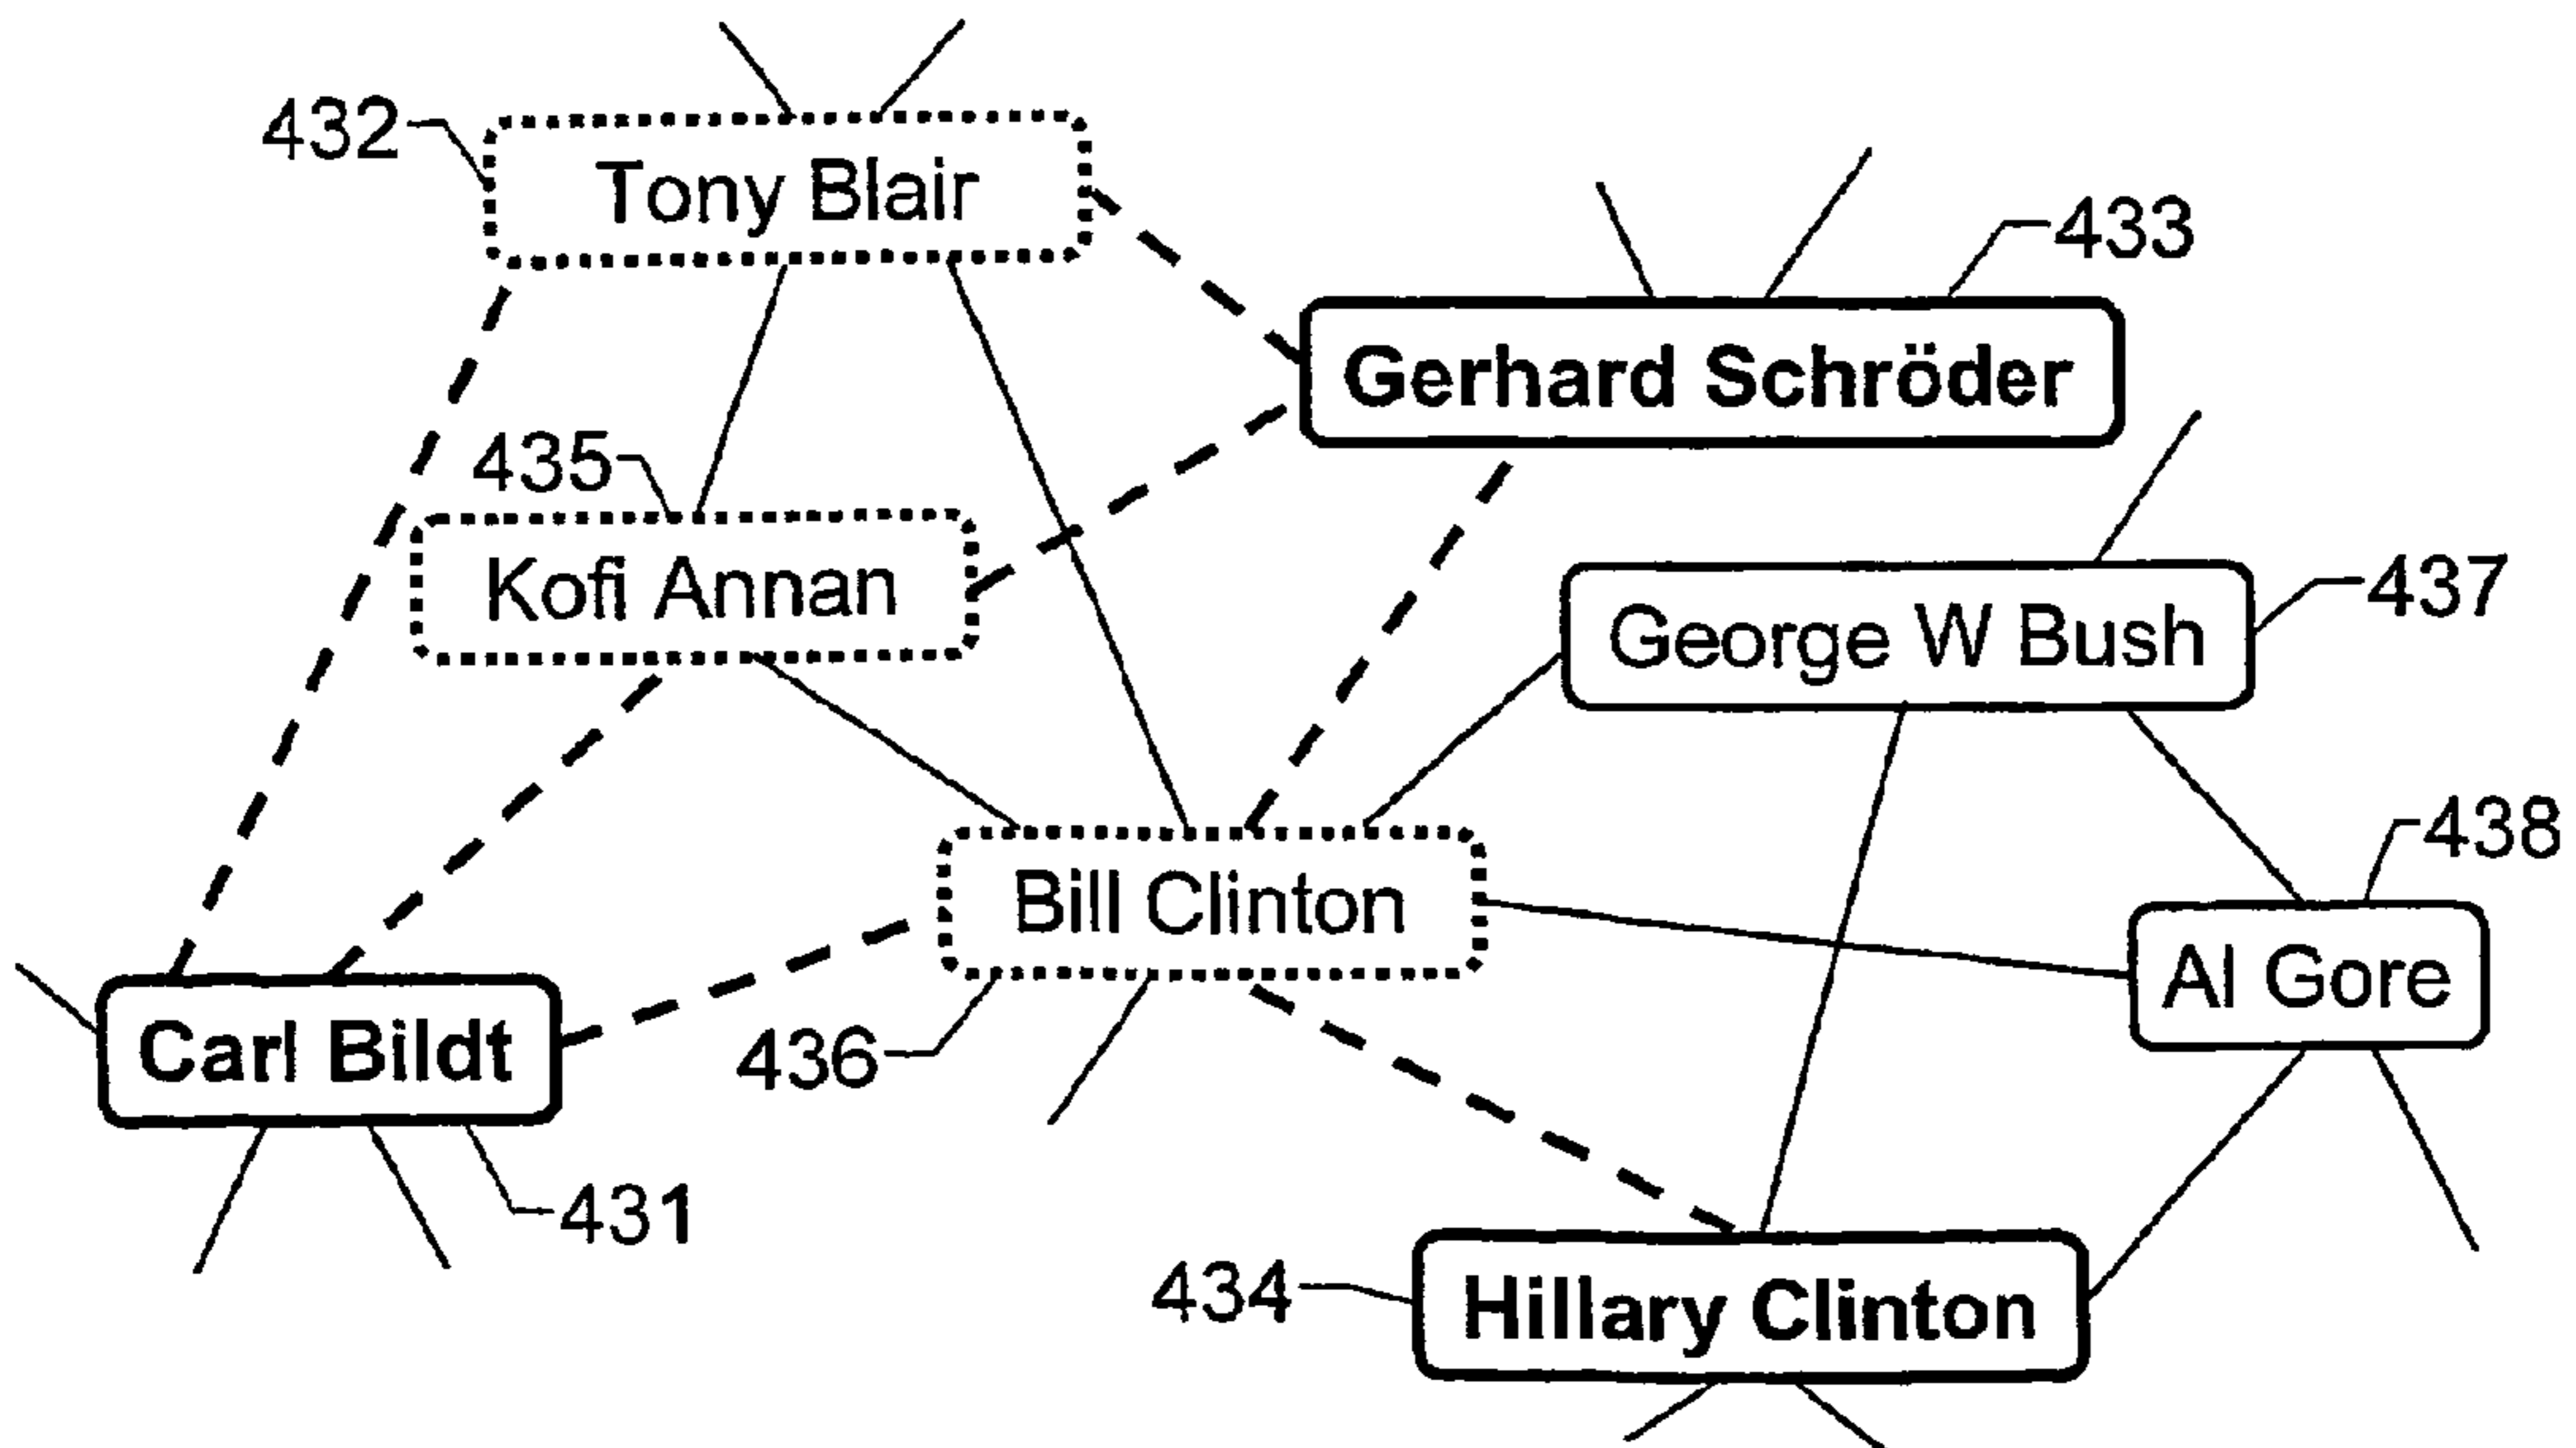 432
Tony Blair
433
Gerhard Schröder
435
Kofi Annan
George W Bush
437
438
Bill Clinton
Al Gore
Carl Bildt
436
431
434
Hillary Clinton